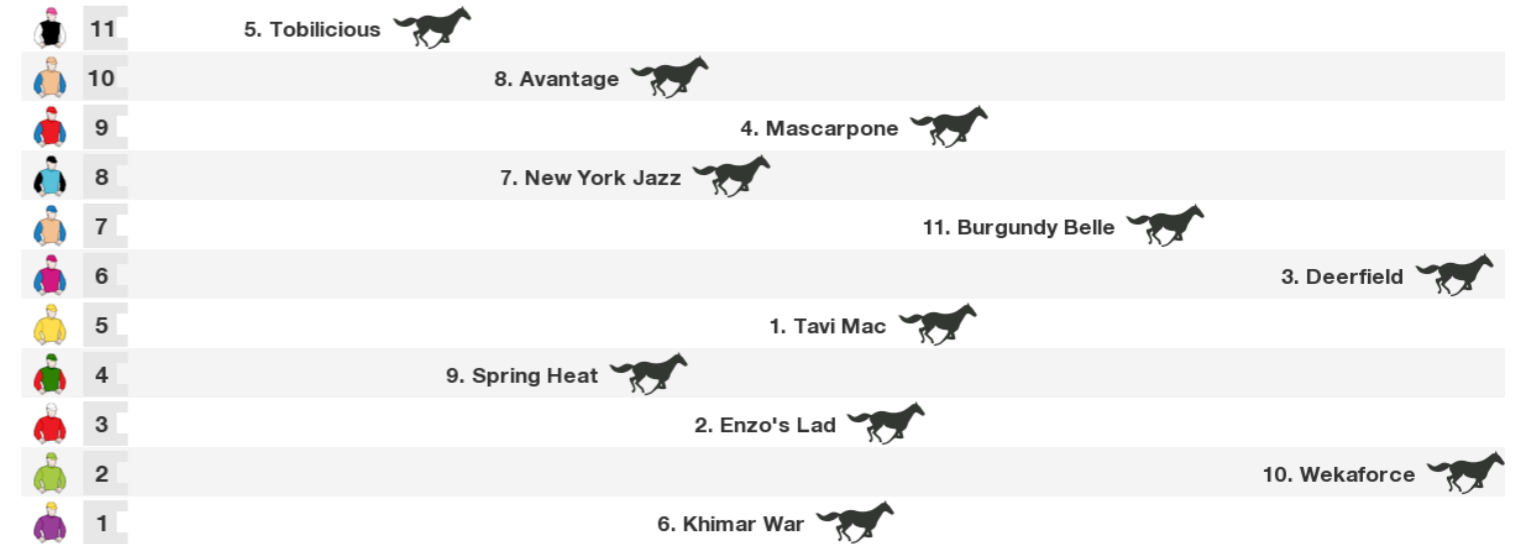 11 5. Tobilicious
10 8. Avantage
9 4. Mascarpone
8 7. New York Jazz
7 11. Burgundy Belle
6 3. Deerfield
5 1. Tavi Mac
4 9. Spring Heat
3 2. Enzo's Lad
2 10. Wekaforce
1 6. Khimar War